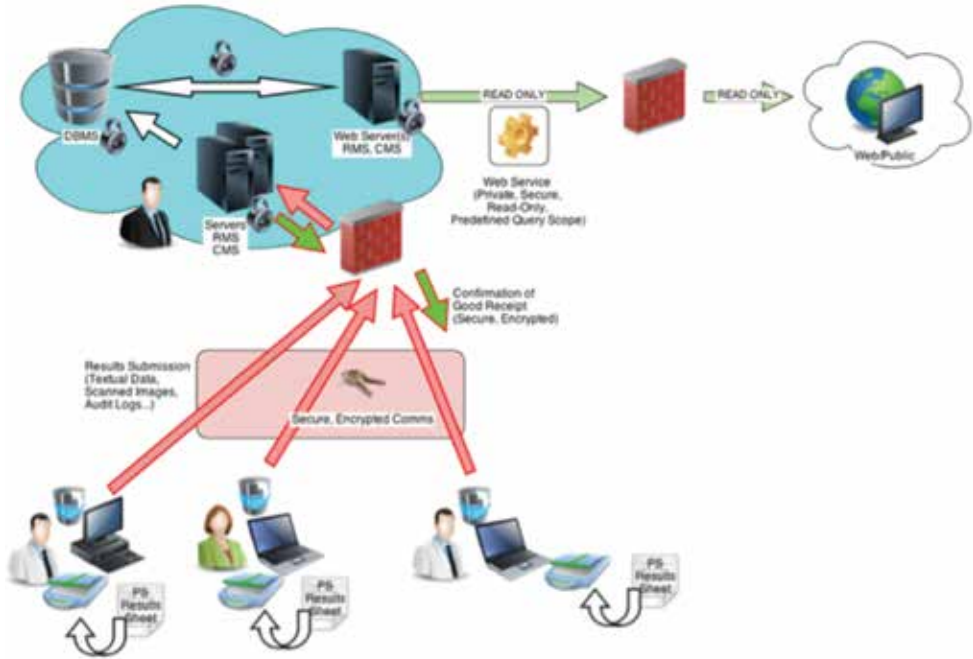 DBMS
Web Server(s)
RMS, CMS
READ ONLY
READ ONLY
Web/Public
Web Service
(Private, Secure,
Read-Only,
Predefined Query Scope)
Servers
RMS
CMS
Confirmation of
Good Receipt
(Secure, Encrypted)
Results Submission
(Textual Data,
Scanned Images,
Audit Logs...)
Secure, Encrypted Comms
PS
Results
Sheet
PS
Results
Sheet
PS
Results
Sheet